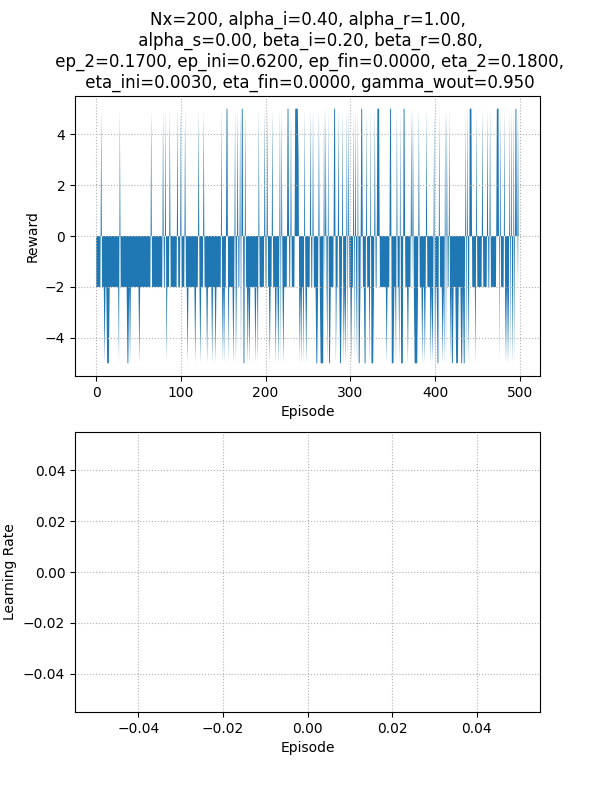 Nx=200, alpha_i=0.40, alpha_r=1.00,
alpha_s=0.00, beta_i=0.20, beta_r=0.80,
ep_2=0.1700, ep_ini=0.6200, ep_fin=0.0000, eta_2=0.1800,
eta_ini=0.0030, eta_fin=0.0000, gamma_wout=0.950
4
2
0
−2
−4
Reward
0 100 200 300 400 500
Episode
0.04
0.02
0.00
−0.02
−0.04
Learning Rate
−0.04 −0.02 0.00 0.02 0.04
Episode